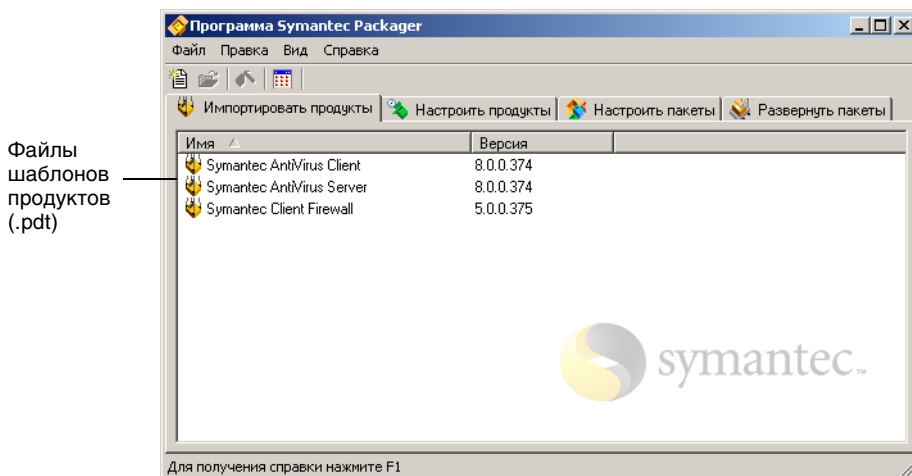 Программа Symantec Packager
Файл Правка Вид Справка
Импортировать продукты Настроить продукты Настроить пакеты Развернуть пакеты
Имя Версия
Symantec AntiVirus Client 8.0.0.374
Symantec AntiVirus Server 8.0.0.374
Symantec Client Firewall 5.0.0.375
Файлы
шаблонов
продуктов
(.pdt)
symantec.™
Для получения справки нажмите F1